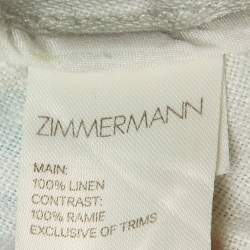 ZIMMERMANN
MAIN:
100% LINEN
CONTRAST:
100% RAMIE
EXCLUSIVE OF TRIMS